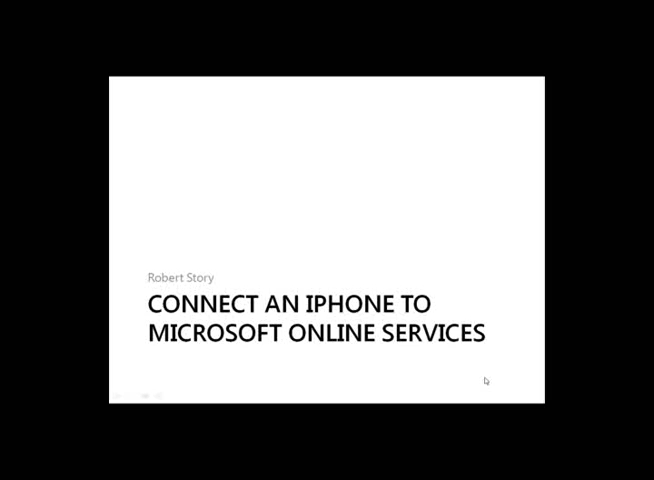 Robert Story
CONNECT AN IPHONE TO
MICROSOFT ONLINE SERVICES